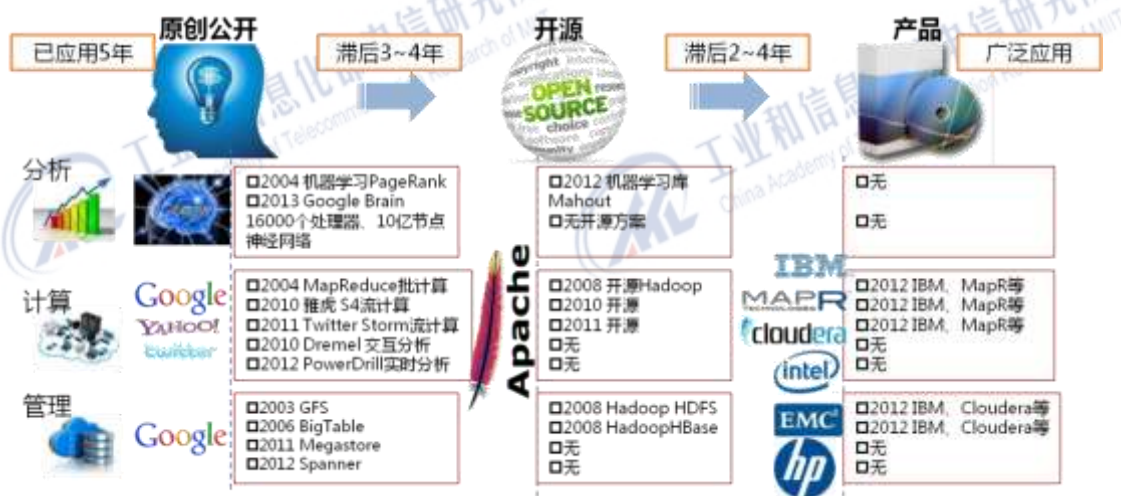 原创公开
开源
产品
已应用5年
滞后3~4年
滞后2~4年
广泛应用
OPEN
SOURCE
choice
分析
2004 机器学习PageRank
2013 Google Brain
16000个处理器、10亿节点
神经网络
2012 机器学习库
Mahout
无开源方案
无
无
计算
Google
YAHOO!
twitter
2004 MapReduce批计算
2010 雅虎 S4流计算
2011 Twitter Storm流计算
2010 Dremel 交互分析
2012 PowerDrill实时分析
Apache
2008 开源Hadoop
2010 开源
2011 开源
无
无
IBM
MAPR
TECHNOLOGIES
cloudera
intel
EMC²
hp
2012 IBM、MapR等
2012 IBM、MapR等
2012 IBM、MapR等
无
无
管理
Google
2003 GFS
2006 BigTable
2011 Megastore
2012 Spanner
2008 Hadoop HDFS
2008 HadoopHBase
无
无
2012 IBM、Cloudera等
2012 IBM、Cloudera等
无
无